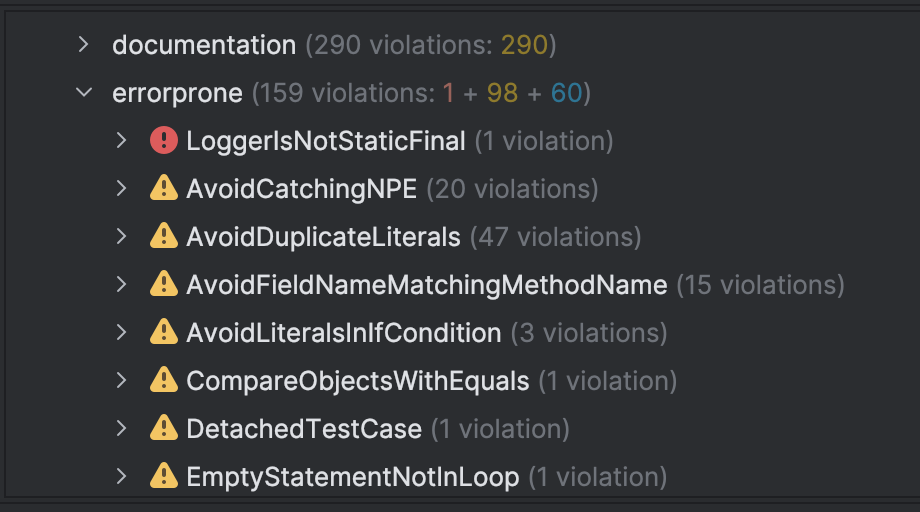 documentation (290 violations: 290)
errorprone (159 violations: 1 + 98 + 60)
LoggerIsNotStaticFinal (1 violation)
AvoidCatchingNPE (20 violations)
AvoidDuplicateLiterals (47 violations)
AvoidFieldNameMatchingMethodName (15 violations)
AvoidLiteralsInIfCondition (3 violations)
CompareObjectsWithEquals (1 violation)
DetachedTestCase (1 violation)
EmptyStatementNotInLoop (1 violation)